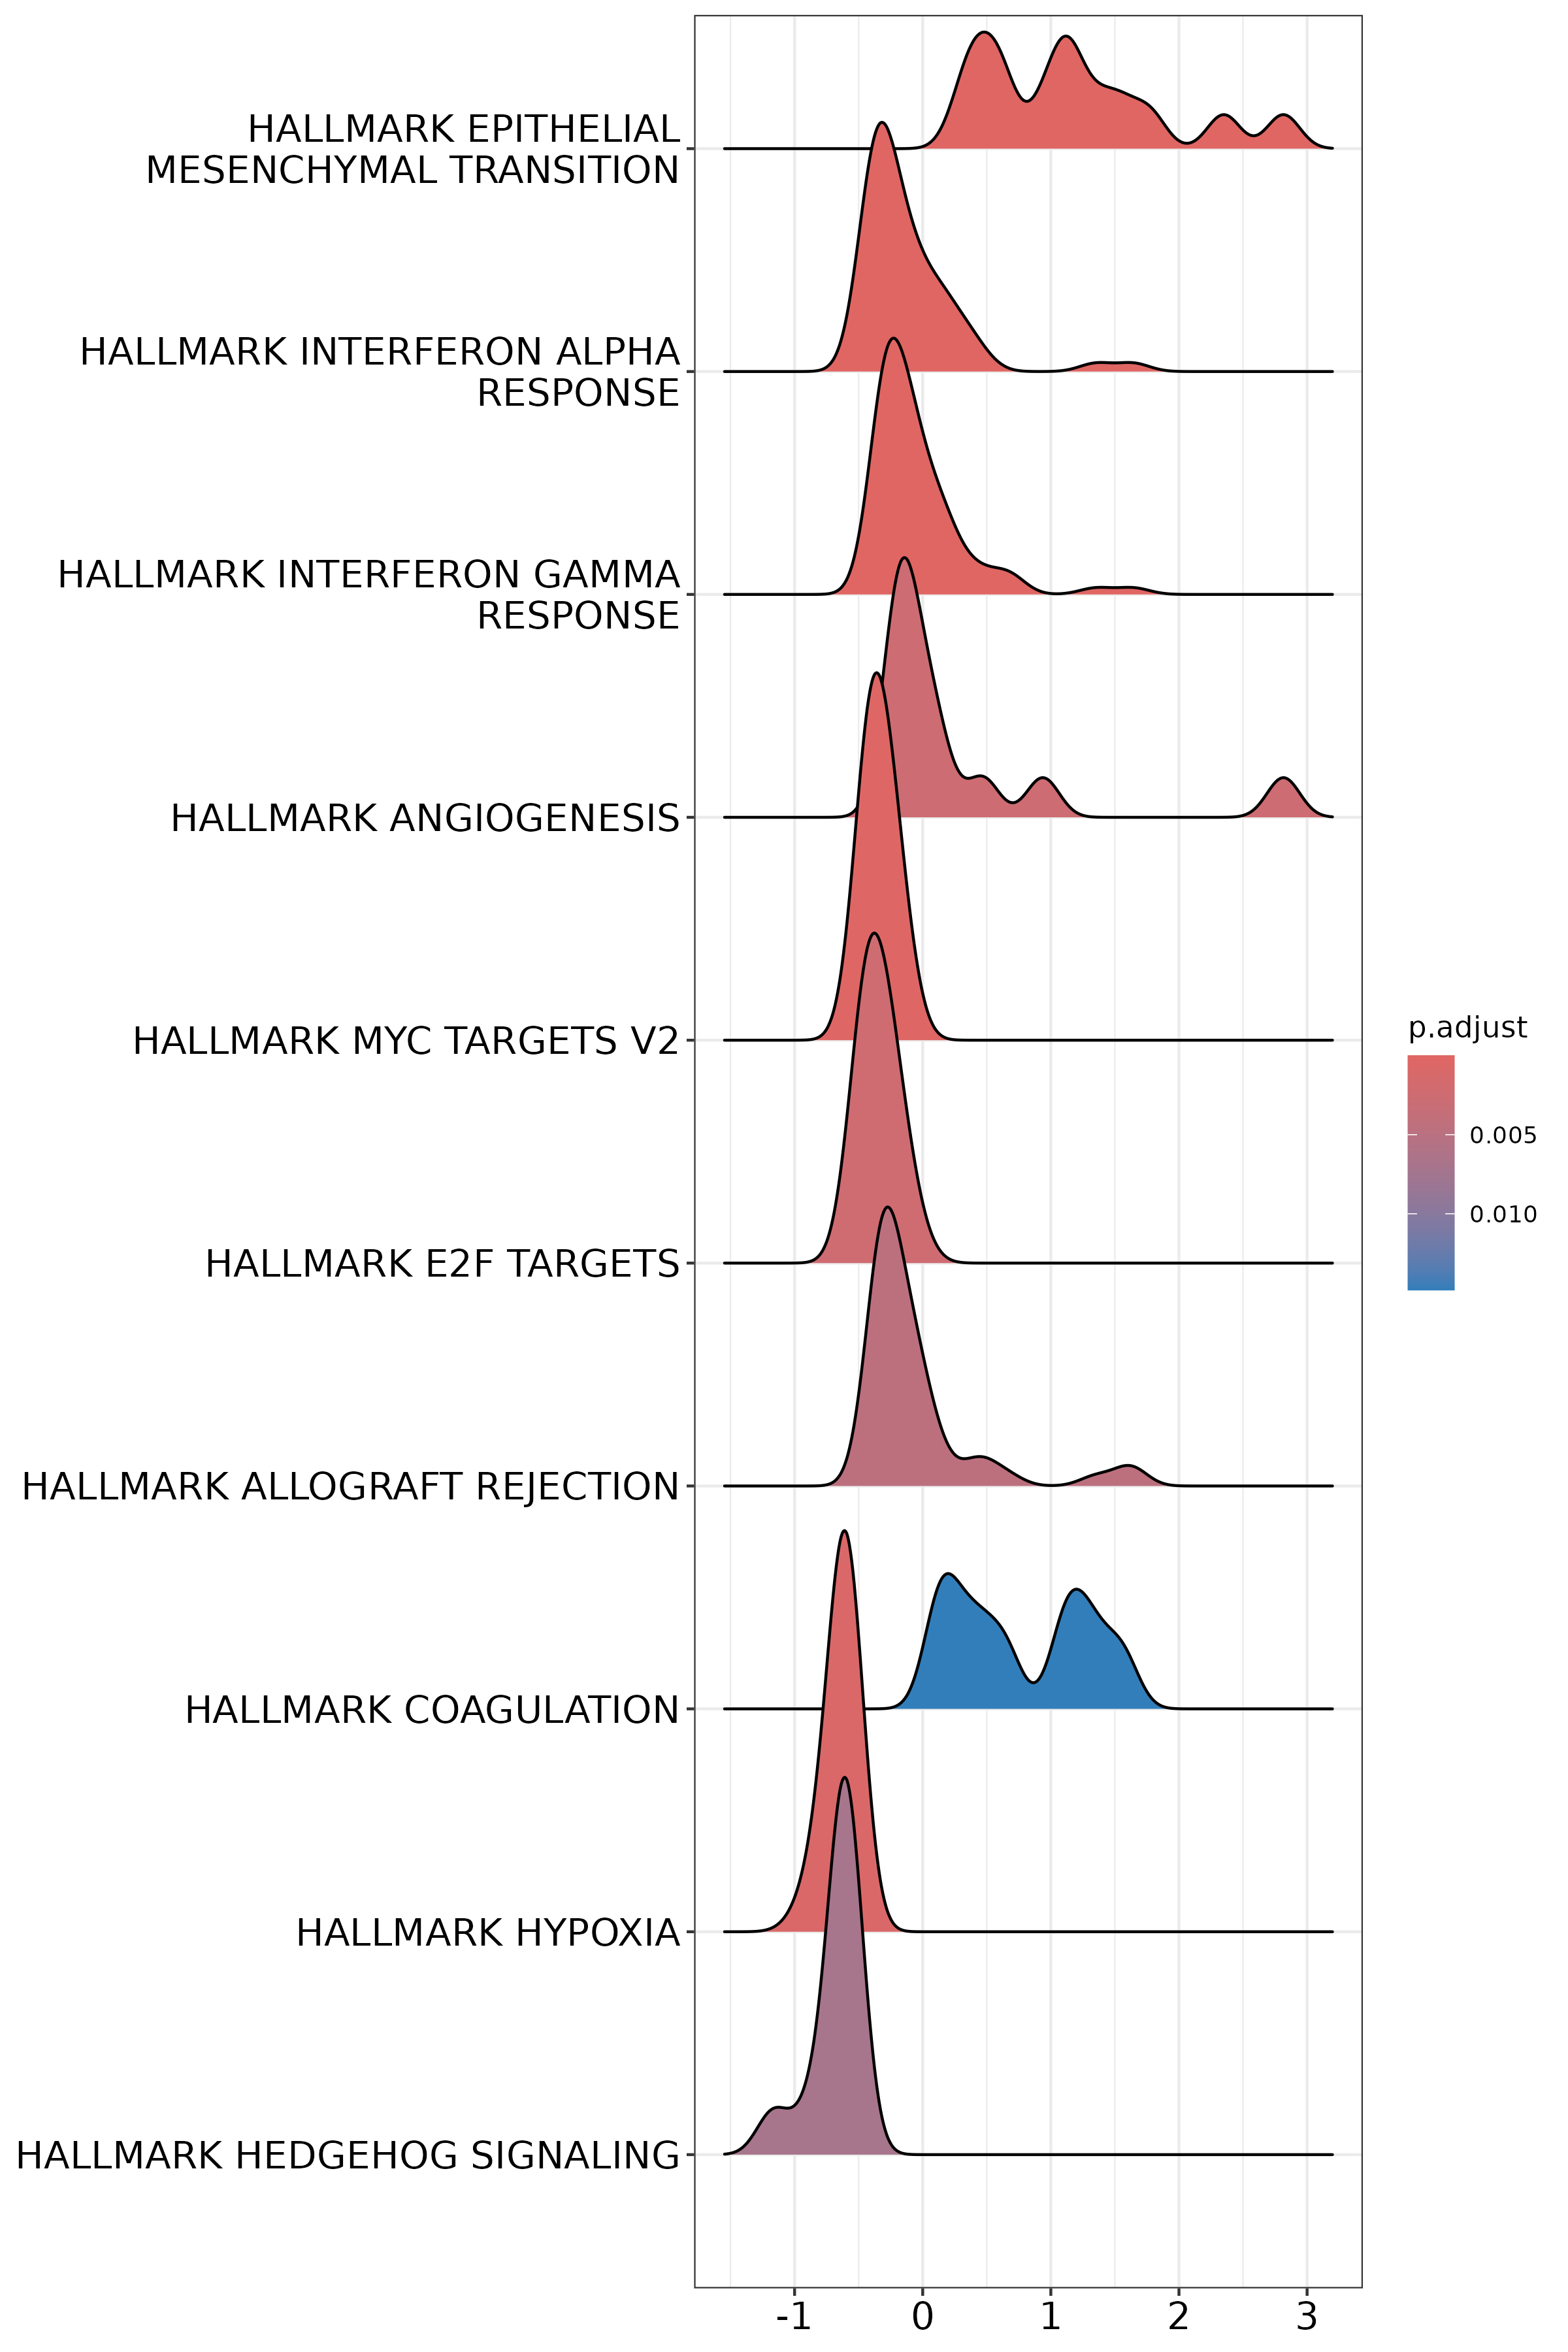 HALLMARK EPITHELIAL
MESENCHYMAL TRANSITION
HALLMARK INTERFERON ALPHA
RESPONSE
HALLMARK INTERFERON GAMMA
RESPONSE
HALLMARK ANGIOGENESIS
HALLMARK MYC TARGETS V2
HALLMARK E2F TARGETS
HALLMARK ALLOGRAFT REJECTION
HALLMARK COAGULATION
HALLMARK HYPOXIA
HALLMARK HEDGEHOG SIGNALING
-1 0 1 2 3
p.adjust
0.005
0.010